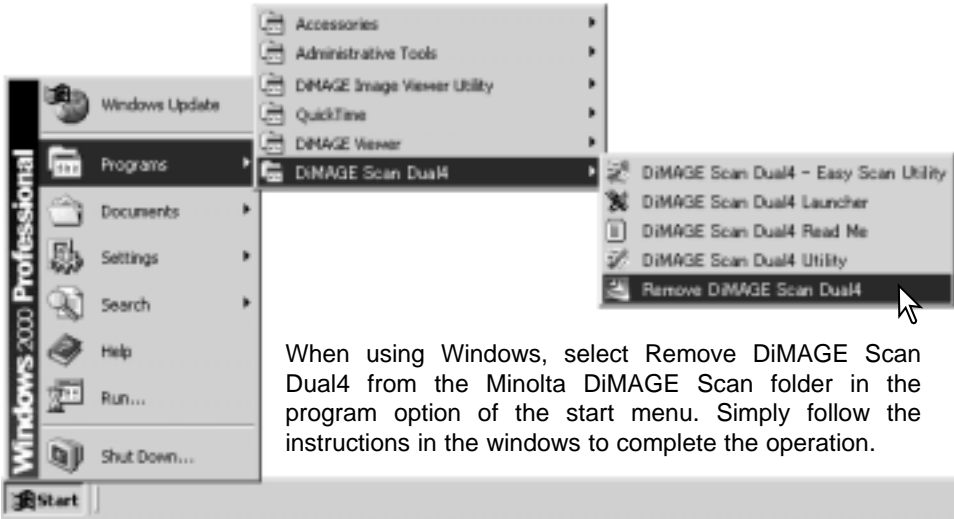 Accessories
Administrative Tools
DiMAGE Image Viewer Utility
QuickTime
DiMAGE Viewer
DiMAGE Scan Dual4
Windows 2000 Professional
Windows Update
Programs
Documents
Settings
Search
Help
Run...
Shut Down...
Start
DiMAGE Scan Dual4 - Easy Scan Utility
DiMAGE Scan Dual4 Launcher
DiMAGE Scan Dual4 Read Me
DiMAGE Scan Dual4 Utility
Remove DiMAGE Scan Dual4
When using Windows, select Remove DiMAGE Scan
Dual4 from the Minolta DiMAGE Scan folder in the
program option of the start menu. Simply follow the
instructions in the windows to complete the operation.